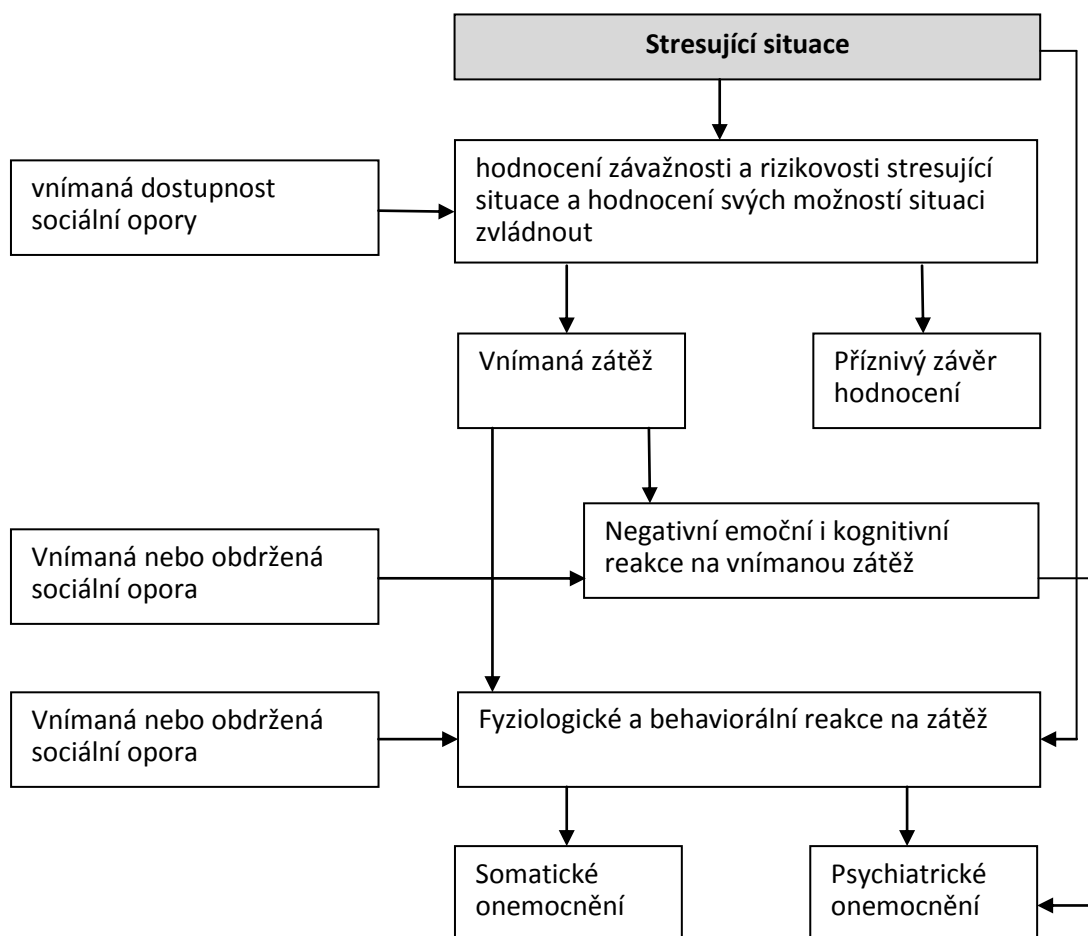 Stresující situace
hodnocení závažnosti a rizikovosti stresující
situace a hodnocení svých možností situaci
zvládnout
vnímaná dostupnost
sociální opory
Vnímaná zátěž
Příznivý závěr
hodnocení
Negativní emoční i kognitivní
reakce na vnímanou zátěž
Vnímaná nebo obdržená
sociální opora
Vnímaná nebo obdržená
sociální opora
Fyziologické a behaviorální reakce na zátěž
Somatické
onemocnění
Psychiatrické
onemocnění